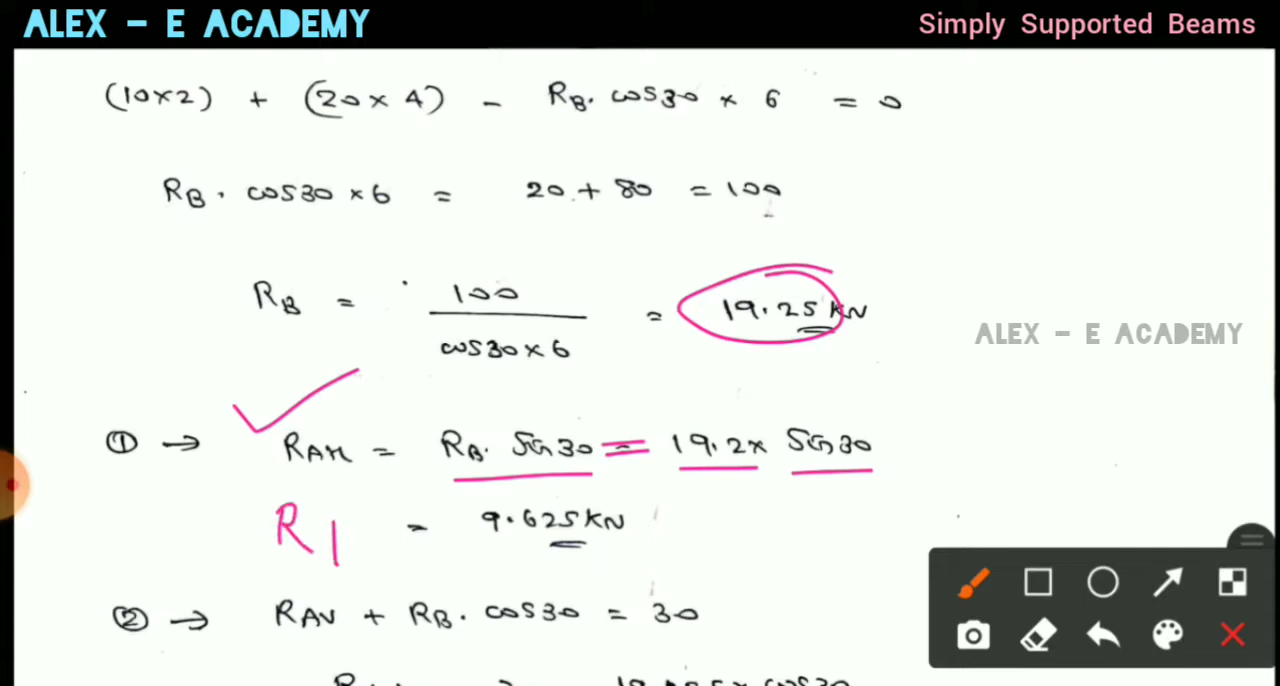 ALEX - E ACADEMY
Simply Supported Beams
(10×2) + (20×4) - RB. cos30 × 6 = 0
RB. cos30 × 6 = 20 + 80 = 100
RB = 100 / cos30×6 = 19.25 KN
ALEX - E ACADEMY
① → RAH = RB. Sin30 = 19.2× Sin30
R1 = 9.625 KN
② → RAV + RB. cos30 = 30